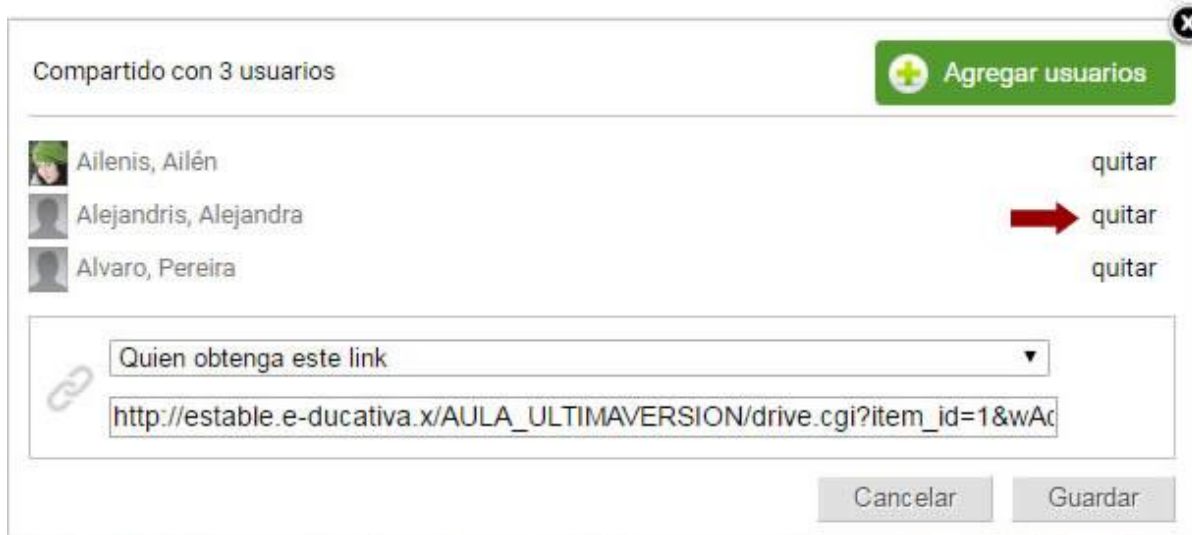 Compartido con 3 usuarios
Agregar usuarios
Ailenis, Ailén
quitar
Alejandris, Alejandra
quitar
Alvaro, Pereira
quitar
Quien obtenga este link
http://estable.e-ducativa.x/AULA_ULTIMAVERSION/drive.cgi?item_id=1&wAc
Cancelar
Guardar